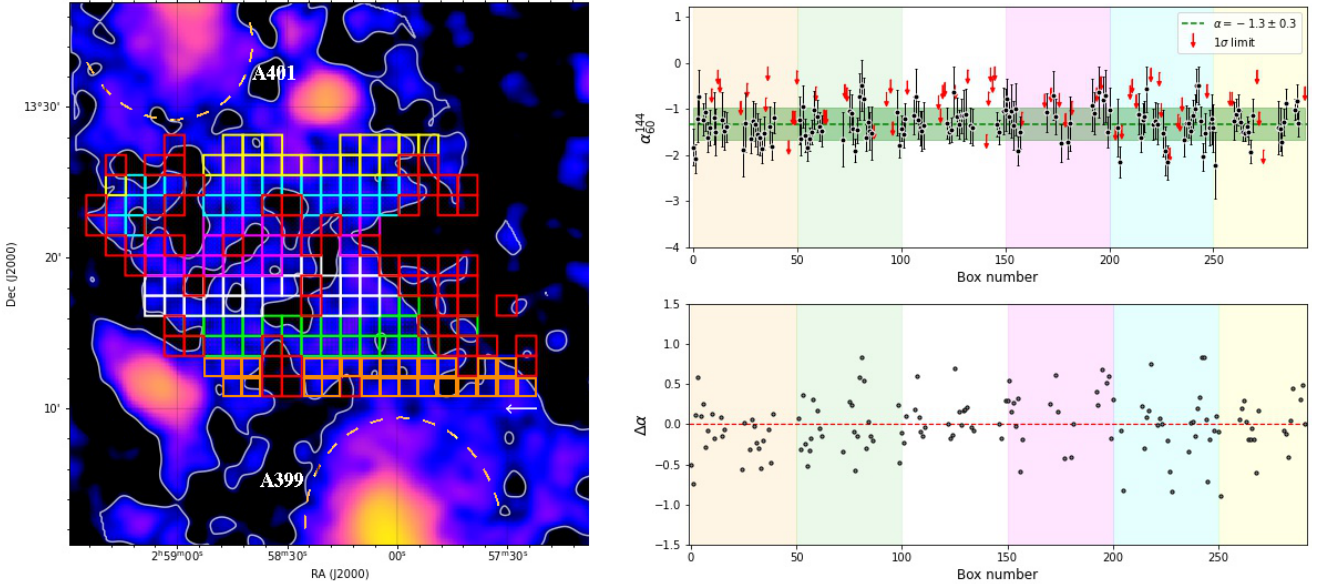 A401
A399
13°30'
20'
10'
Dec (J2000)
2ʰ59ᵐ00ˢ
58ᵐ30ˢ
00ˢ
57ᵐ30ˢ
RA (J2000)
α = −1.3 ± 0.3
1σ limit
1
0
−1
−2
−3
−4
α¹⁴⁴₆₀
0 50 100 150 200 250
Box number
1.5
1.0
0.5
0.0
−0.5
−1.0
−1.5
Δα
0 50 100 150 200 250
Box number